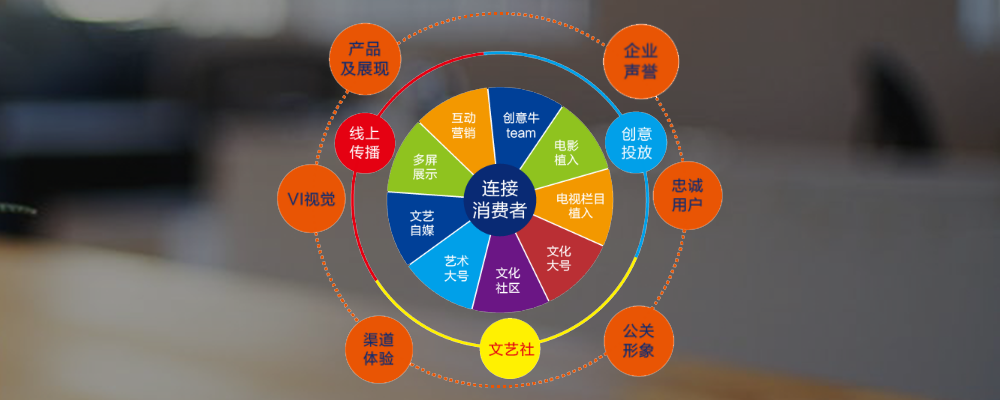 产品
及展现
企业
声誉
线上
传播
创意
投放
互动
营销
创意牛
team
电影
植入
多屏
展示
连接
消费者
VI视觉
忠诚
用户
电视栏目
植入
文艺
自媒
文化
大号
艺术
大号
文化
社区
渠道
体验
文艺社
公关
形象